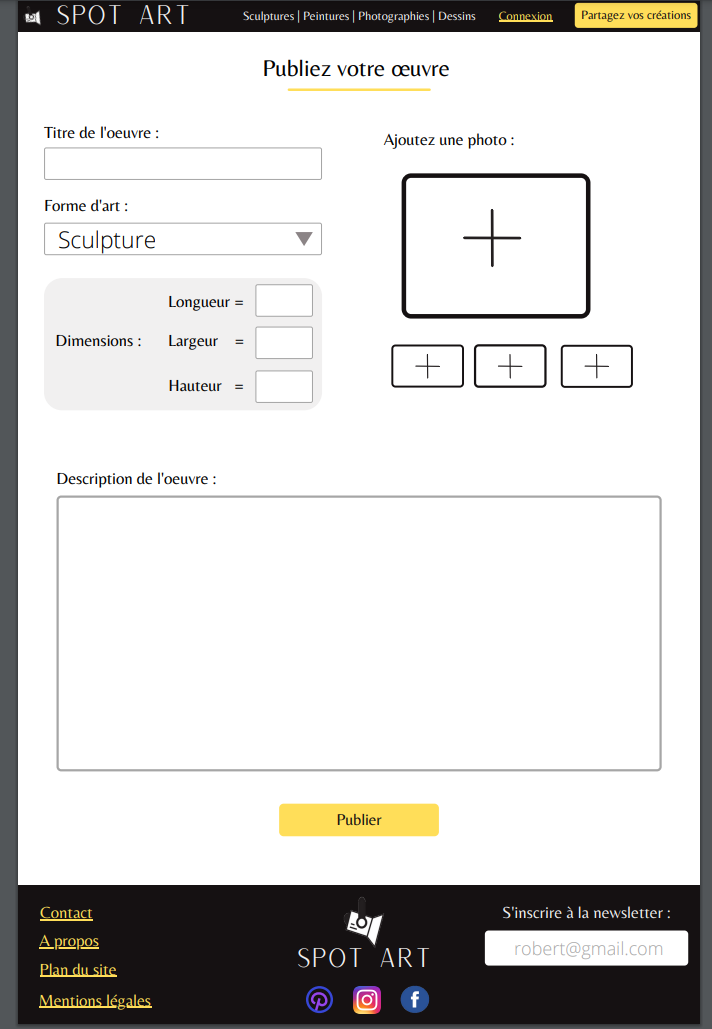 SPOT ART
Sculptures | Peintures | Photographies | Dessins
Connexion
Partagez vos créations
Publiez votre œuvre
Titre de l'oeuvre :
Ajoutez une photo :
Forme d'art :
Sculpture
Longueur =
Dimensions : Largeur =
Hauteur =
Description de l'oeuvre :
Publier
Contact
A propos
Plan du site
Mentions légales
SPOT ART
S'inscrire à la newsletter :
robert@gmail.com